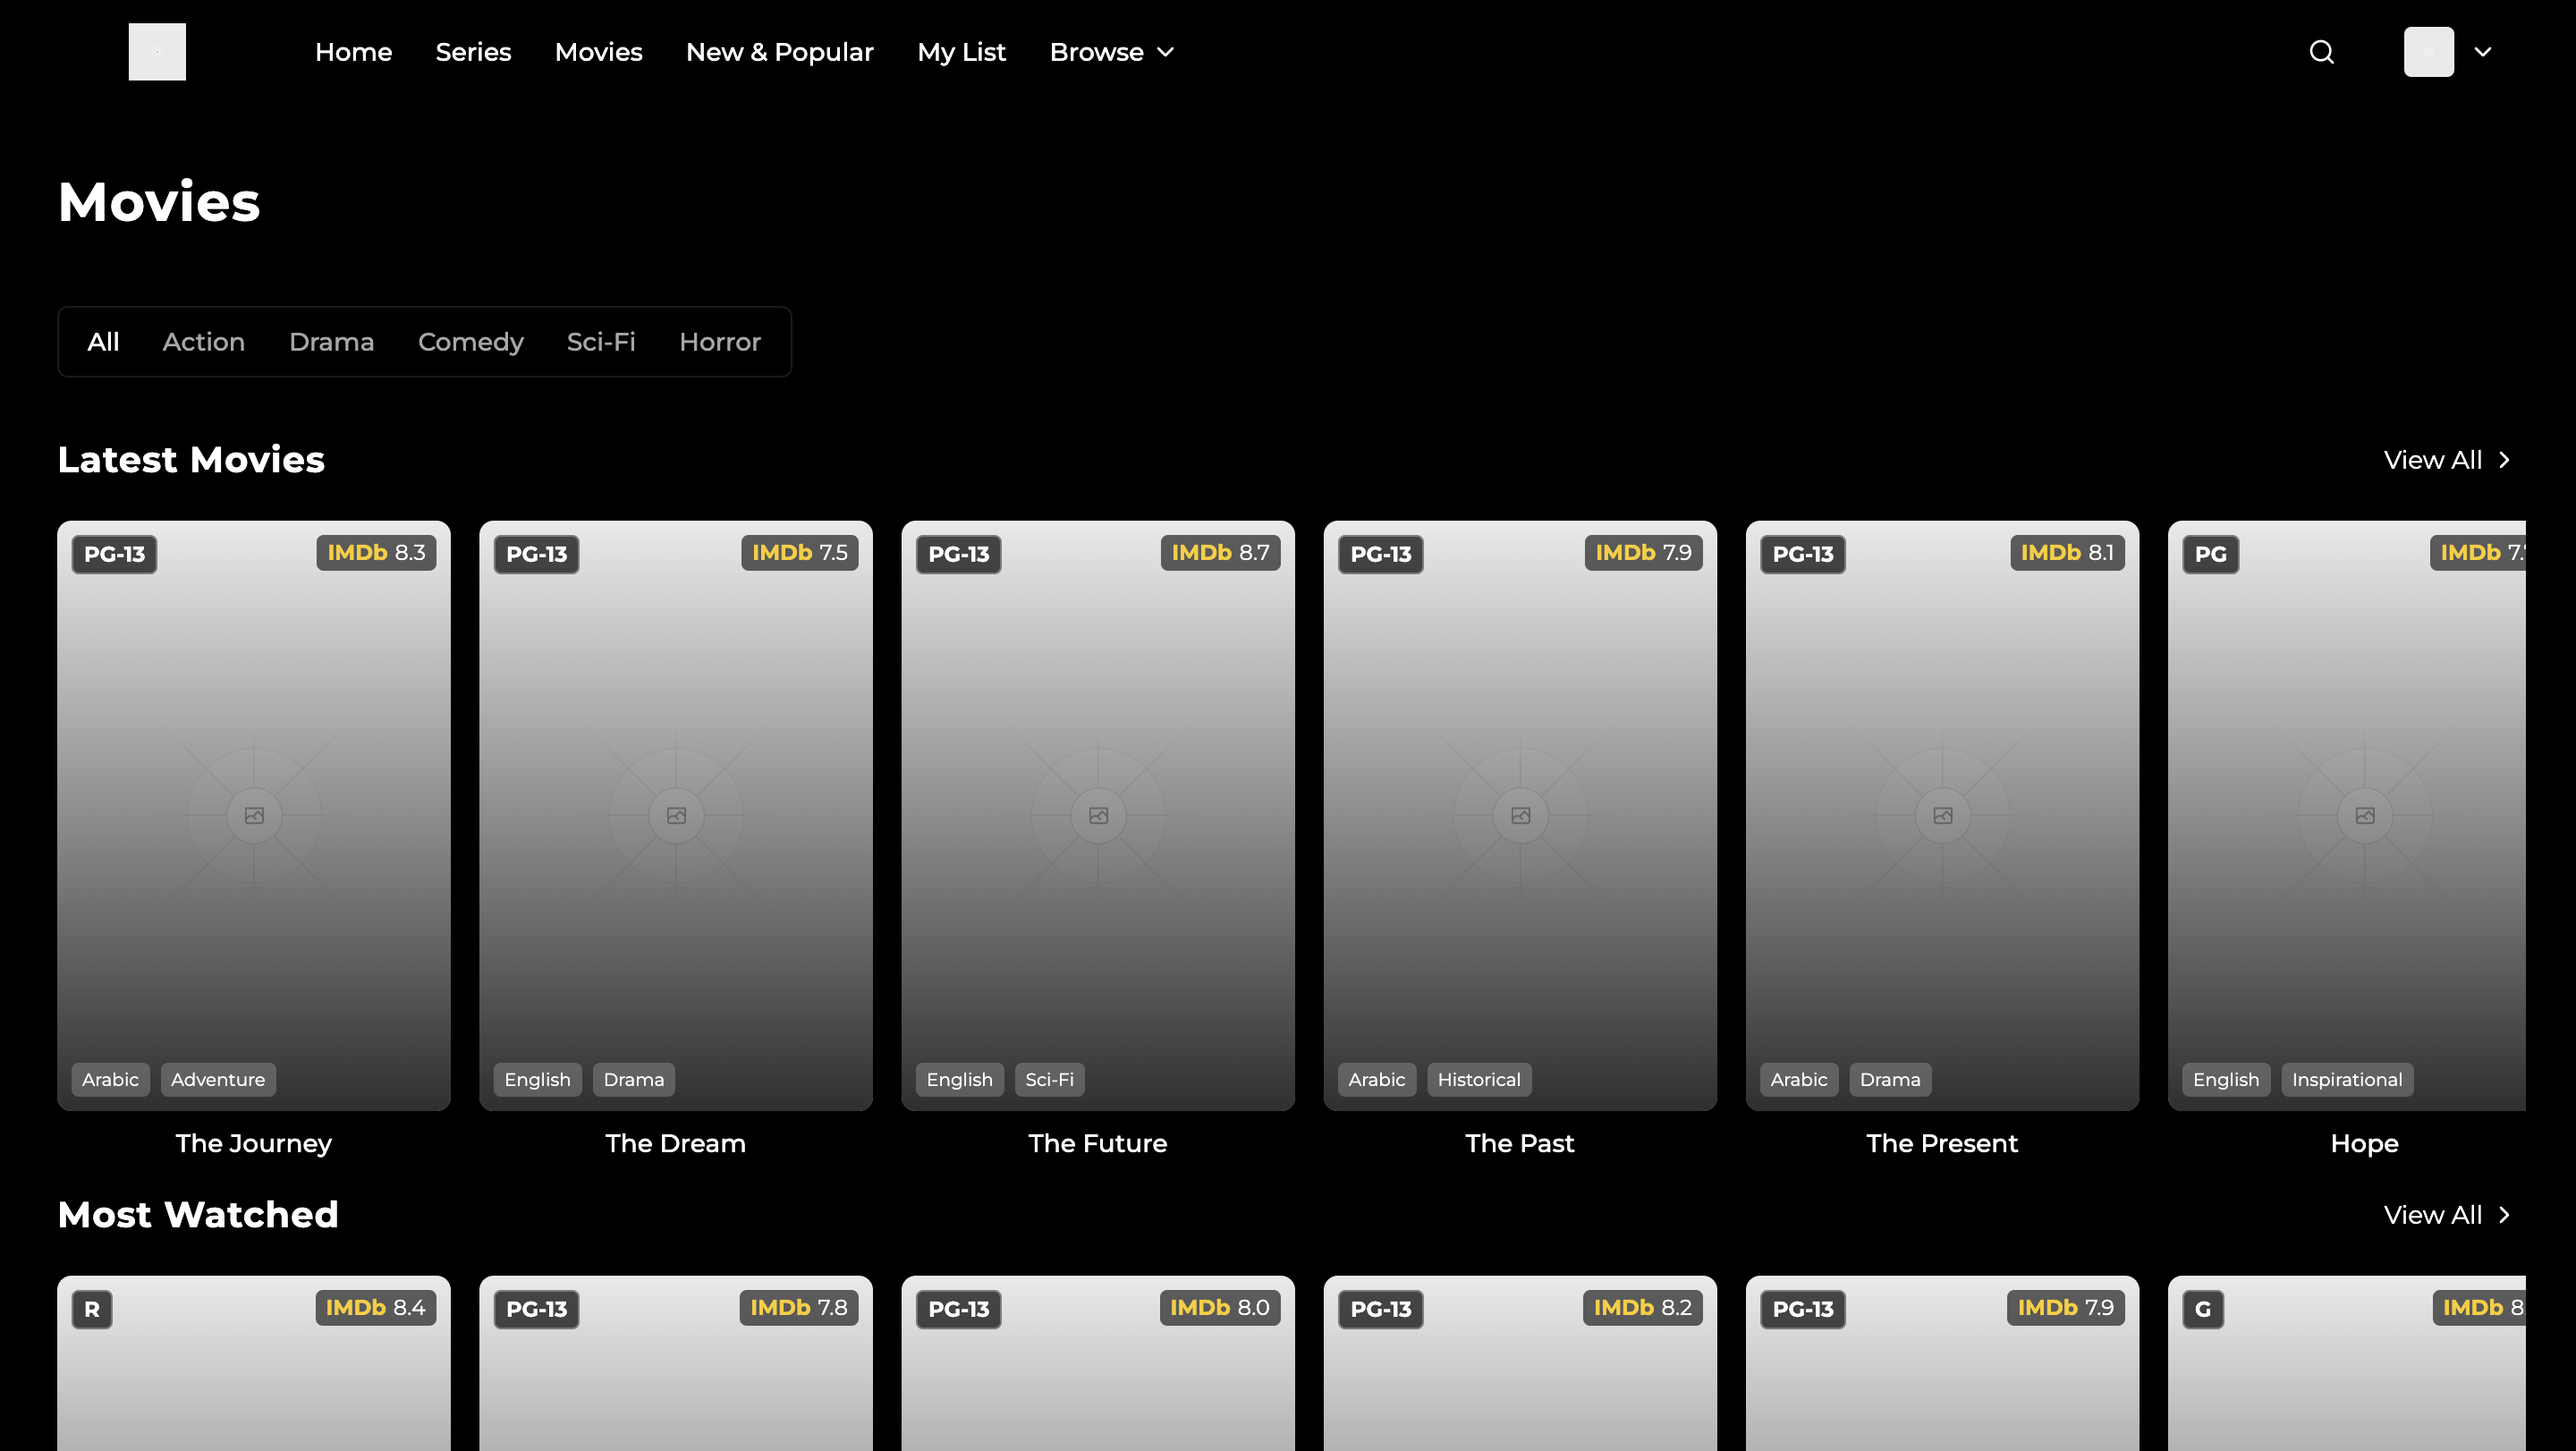 Home Series Movies New & Popular My List Browse
Movies
All Action Drama Comedy Sci-Fi Horror
Latest Movies View All
PG-13 IMDb 8.3 PG-13 IMDb 7.5 PG-13 IMDb 8.7 PG-13 IMDb 7.9 PG-13 IMDb 8.1 PG IMDb
Arabic Adventure English Drama English Sci-Fi Arabic Historical Arabic Drama English Inspirational
The Journey The Dream The Future The Past The Present Hope
Most Watched View All
R IMDb 8.4 PG-13 IMDb 7.8 PG-13 IMDb 8.0 PG-13 IMDb 8.2 PG-13 IMDb 7.9 G IMDb